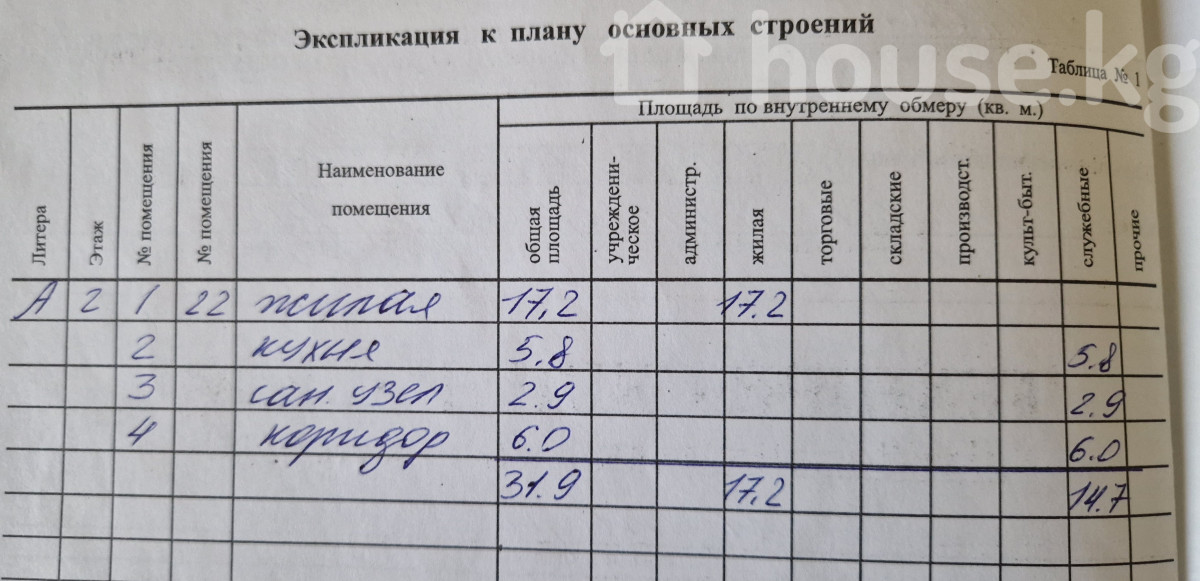 Экспликация к плану основных строений
house.kg
Таблица № 1
Литера Этаж № помещения № помещения Наименование помещения Площадь по внутреннему обмеру (кв. м.)
общая площадь учреждени-ческое администр. жилая торговые складские производст. культ-быт. служебные прочие
А 2 1 22 жилая 17,2 17.2
2 кухня 5.8 5.8
3 сан. узел 2.9 2.9
4 коридор 6.0 6.0
31.9 17.2 14.7